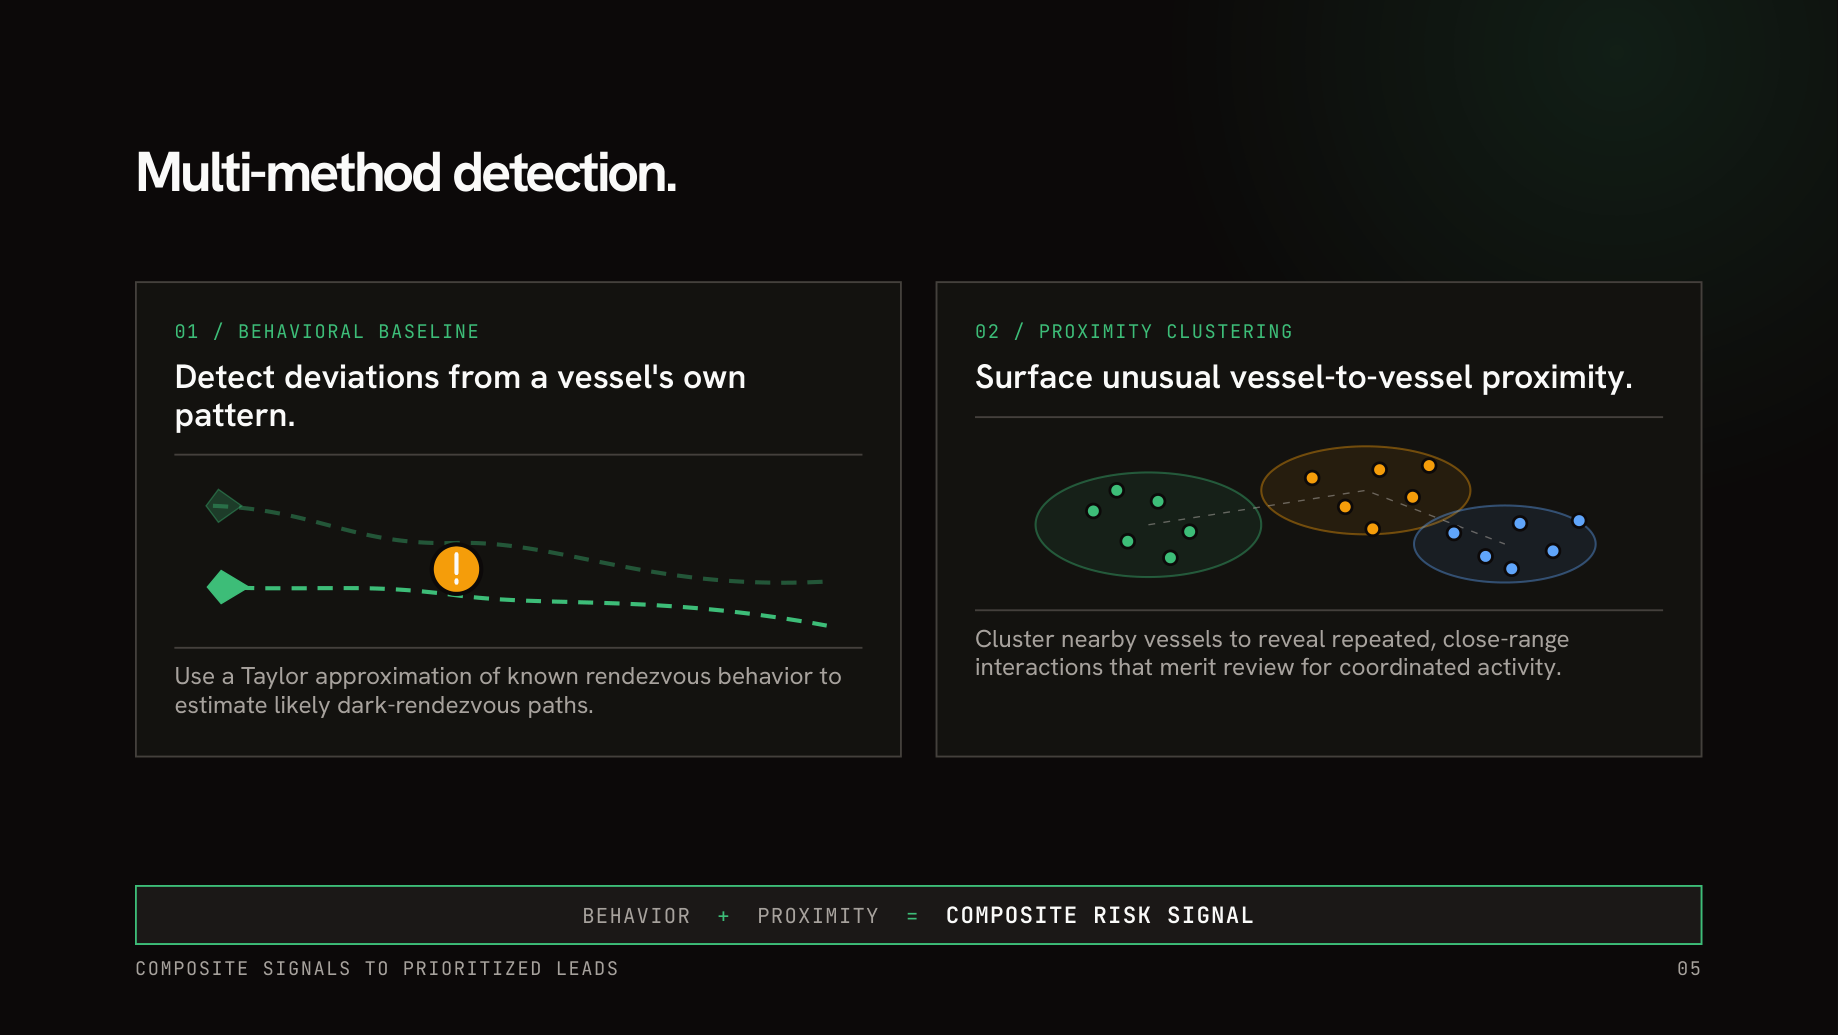 Multi-method detection.
01 / BEHAVIORAL BASELINE
Detect deviations from a vessel's own
pattern.
Use a Taylor approximation of known rendezvous behavior to
estimate likely dark-rendezvous paths.
02 / PROXIMITY CLUSTERING
Surface unusual vessel-to-vessel proximity.
Cluster nearby vessels to reveal repeated, close-range
interactions that merit review for coordinated activity.
BEHAVIOR + PROXIMITY = COMPOSITE RISK SIGNAL
COMPOSITE SIGNALS TO PRIORITIZED LEADS
05